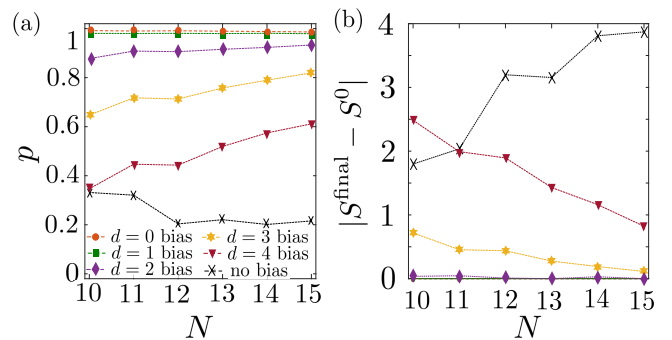 (a)
(b)
1
0.8
0.6
0.4
0.2
0
p
d = 0 bias
d = 1 bias
d = 2 bias
d = 3 bias
d = 4 bias
no bias
10 11 12 13 14 15
N
4
3
2
1
0
|S^final − S^0|
10 11 12 13 14 15
N